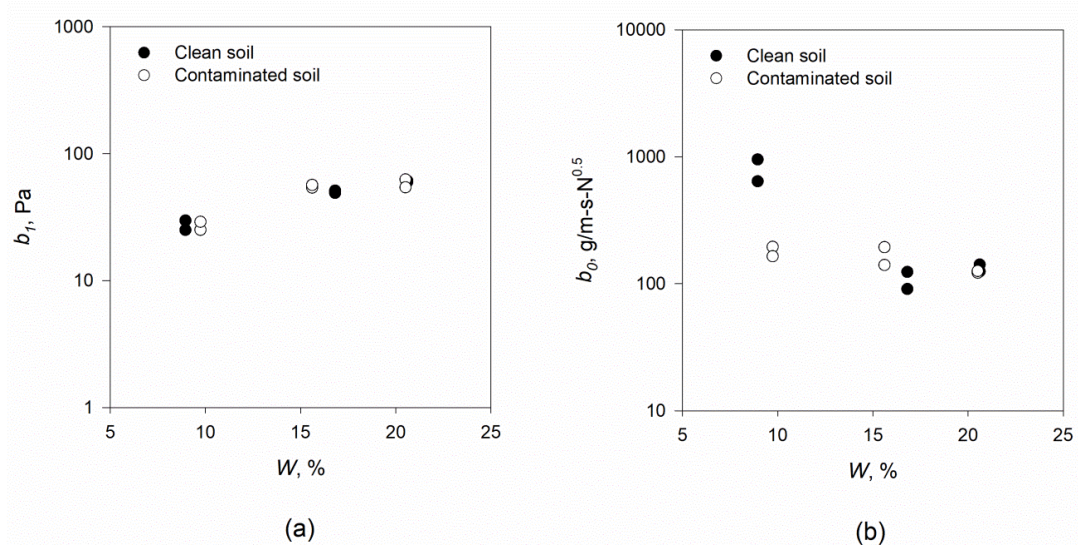 1000
100
10
1
b1, Pa
Clean soil
Contaminated soil
5 10 15 20 25
W, %
(a)
10000
1000
100
10
b0, g/m-s-N0.5
Clean soil
Contaminated soil
5 10 15 20 25
W, %
(b)